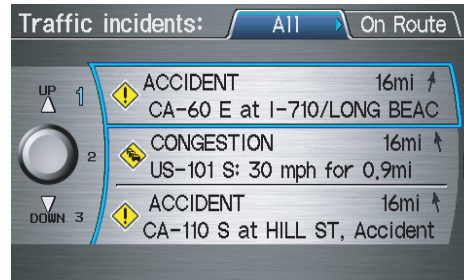 Traffic incidents: All On Route
UP 1 ACCIDENT 16mi
CA-60 E at I-710/LONG BEAC
2 CONGESTION 16mi
US-101 S: 30 mph for 0.9mi
DOWN 3 ACCIDENT 16mi
CA-110 S at HILL ST, Accident